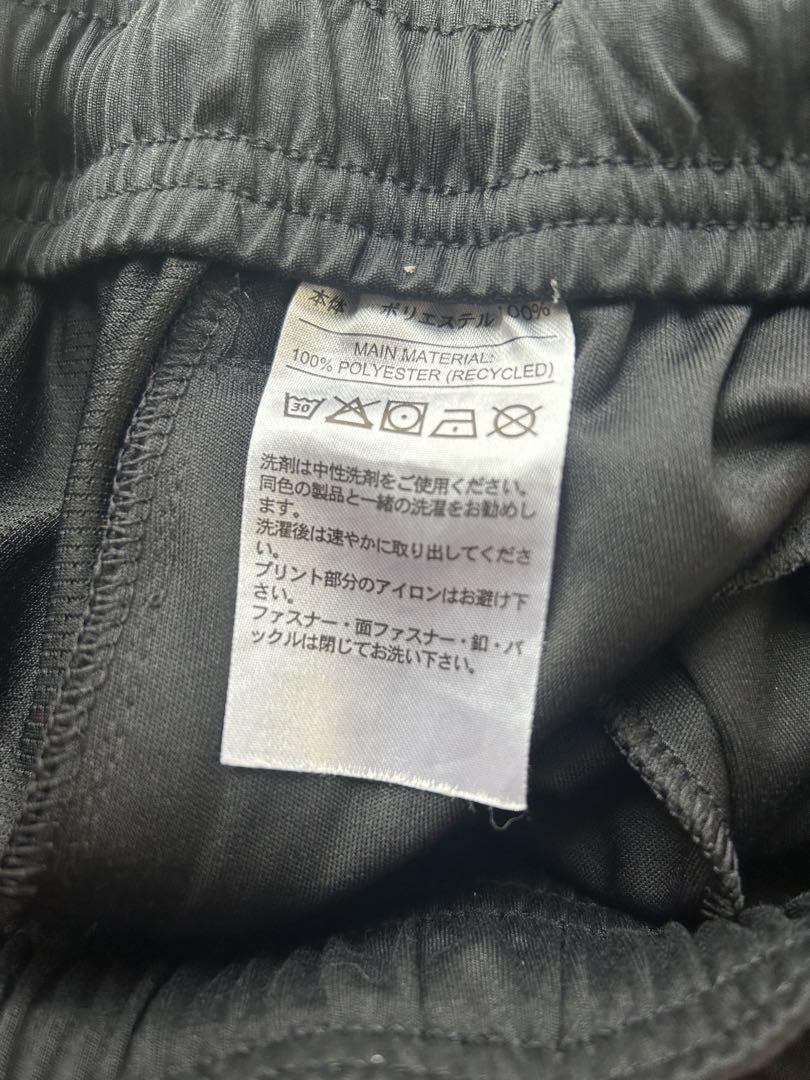 本体 ポリエステル 100%
MAIN MATERIAL:
100% POLYESTER (RECYCLED)
30
洗剤は中性洗剤をご使用ください。
同色の製品と一緒の洗濯をお勧めし
ます。
洗濯後は速やかに取り出してくださ
い。
プリント部分のアイロンはお避け下
さい。
ファスナー・面ファスナー・釦・バ
ックルは閉じてお洗い下さい。